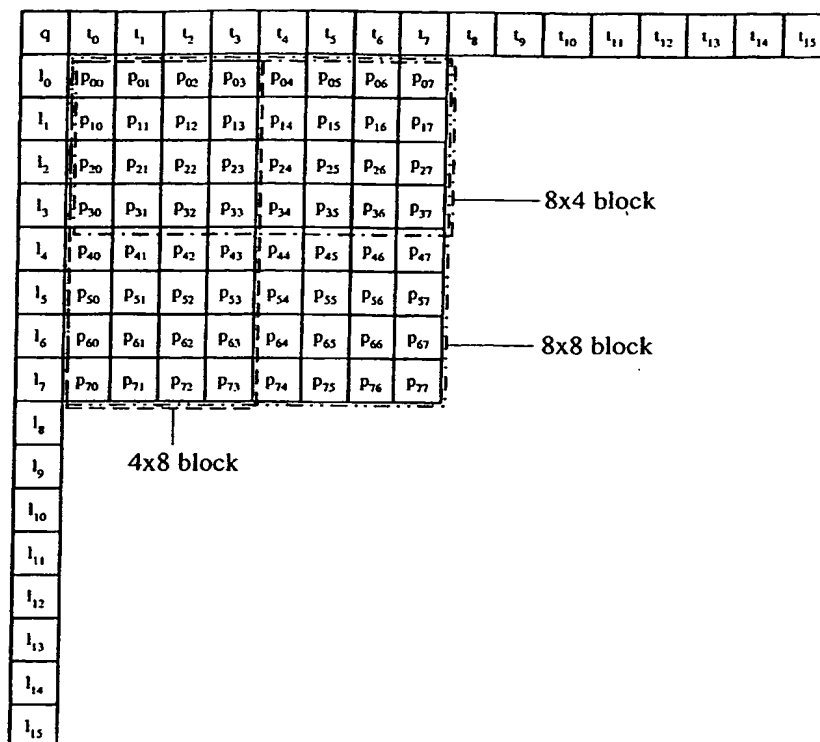 q t₀ t₁ t₂ t₃ t₄ t₅ t₆ t₇ t₈ t₉ t₁₀ t₁₁ t₁₂ t₁₃ t₁₄ t₁₅
l₀ p₀₀ p₀₁ p₀₂ p₀₃ p₀₄ p₀₅ p₀₆ p₀₇
l₁ p₁₀ p₁₁ p₁₂ p₁₃ p₁₄ p₁₅ p₁₆ p₁₇
l₂ p₂₀ p₂₁ p₂₂ p₂₃ p₂₄ p₂₅ p₂₆ p₂₇
l₃ p₃₀ p₃₁ p₃₂ p₃₃ p₃₄ p₃₅ p₃₆ p₃₇
8x4 block
l₄ p₄₀ p₄₁ p₄₂ p₄₃ p₄₄ p₄₅ p₄₆ p₄₇
l₅ p₅₀ p₅₁ p₅₂ p₅₃ p₅₄ p₅₅ p₅₆ p₅₇
l₆ p₆₀ p₆₁ p₆₂ p₆₃ p₆₄ p₆₅ p₆₆ p₆₇
8x8 block
l₇ p₇₀ p₇₁ p₇₂ p₇₃ p₇₄ p₇₅ p₇₆ p₇₇
l₈
4x8 block
l₉
l₁₀
l₁₁
l₁₂
l₁₃
l₁₄
l₁₅